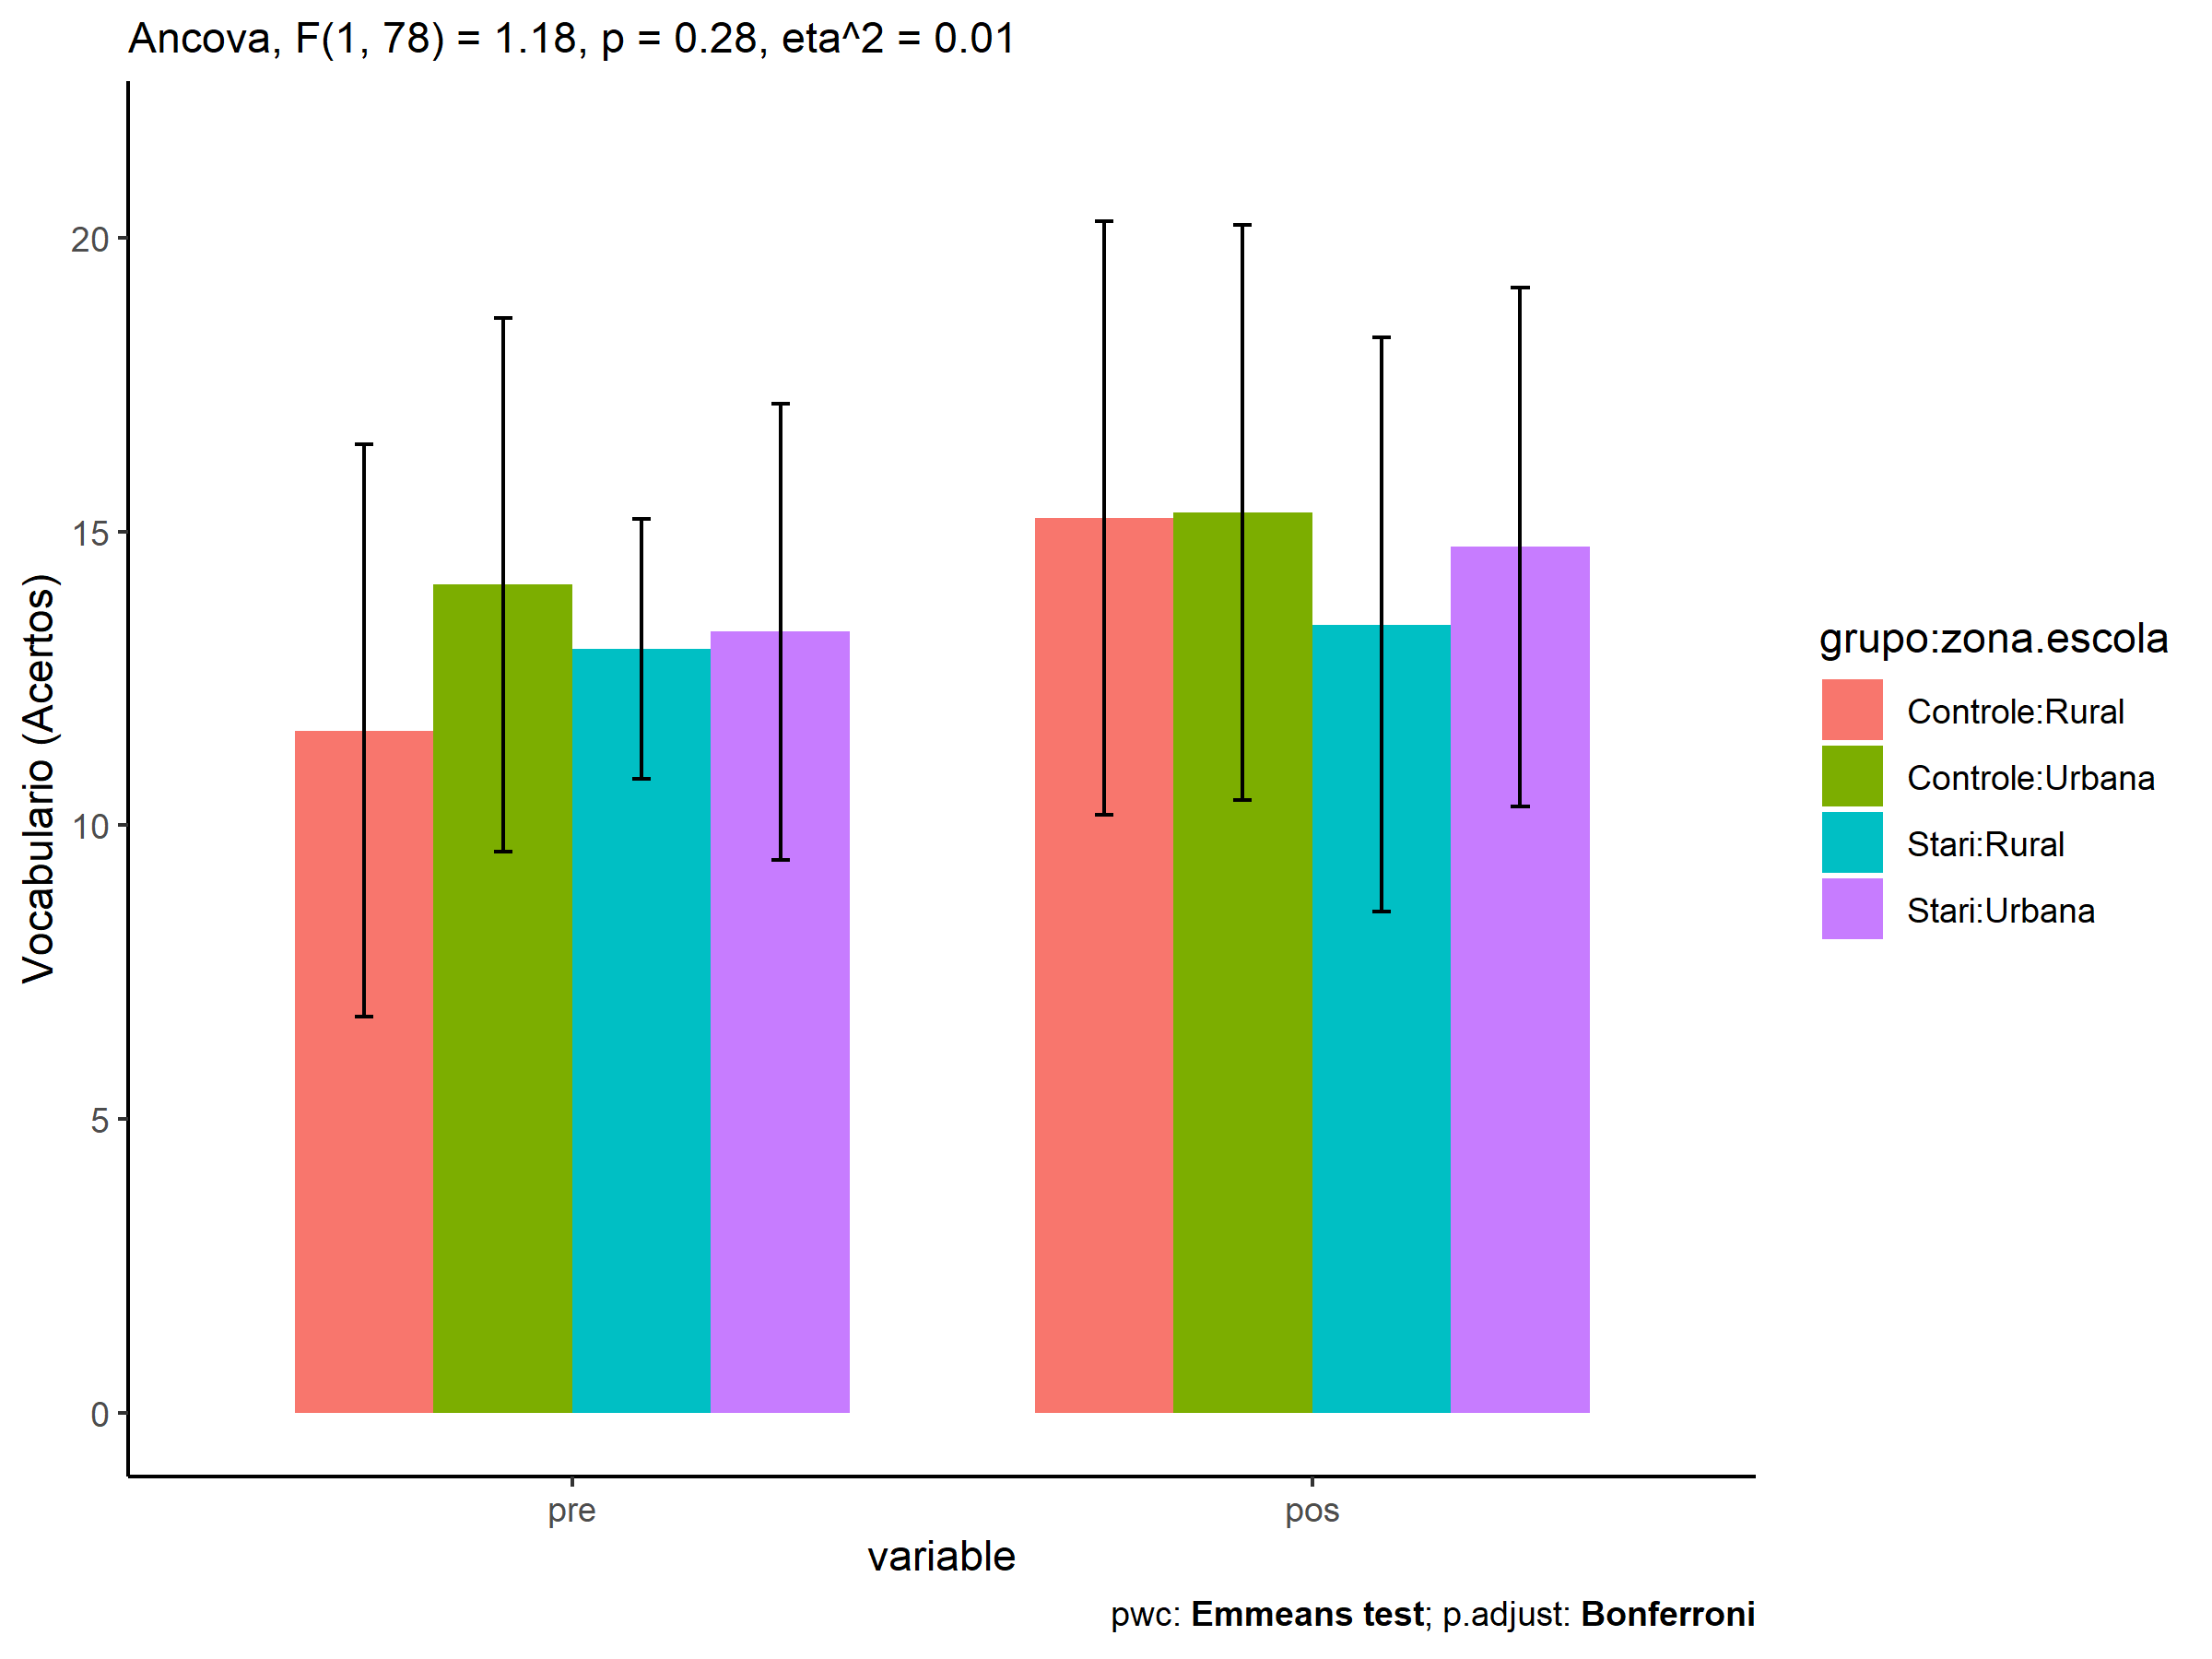 Ancova, F(1, 78) = 1.18, p = 0.28, eta^2 = 0.01
Vocabulario (Acertos)
20
15
10
5
0
pre
pos
variable
grupo:zona.escola
Controle:Rural
Controle:Urbana
Stari:Rural
Stari:Urbana
pwc: Emmeans test; p.adjust: Bonferroni